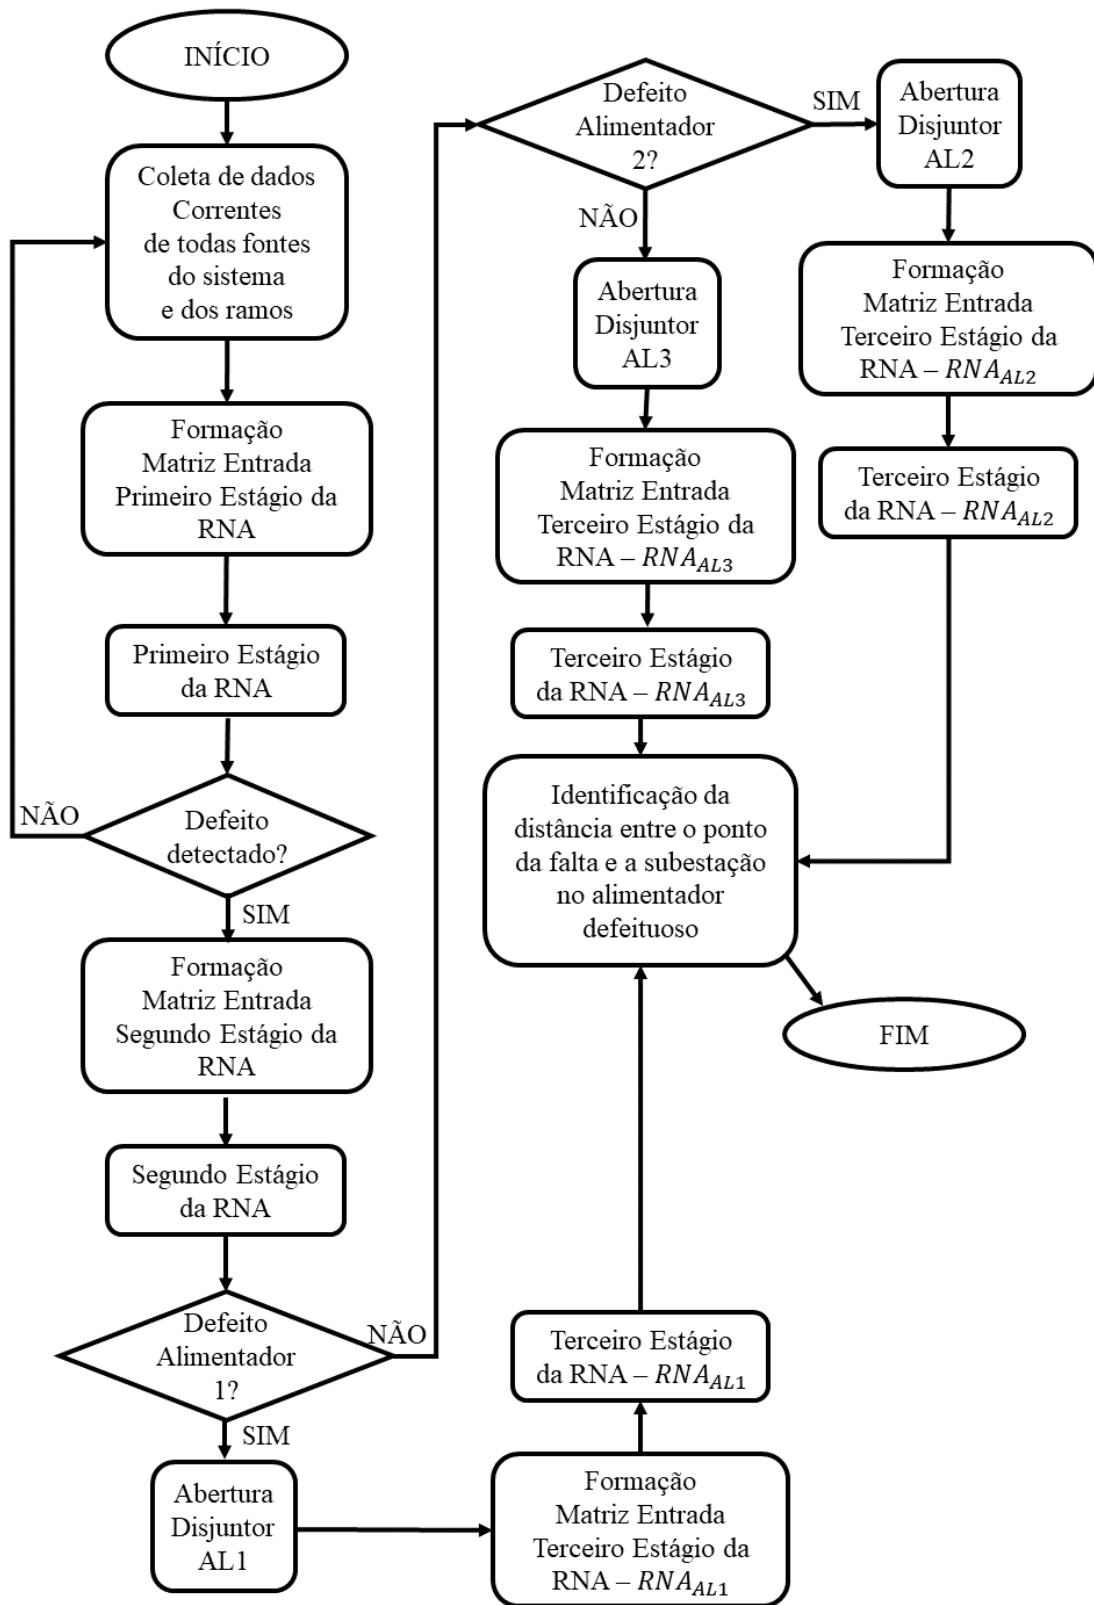 INÍCIO
Coleta de dados
Correntes
de todas fontes
do sistema
e dos ramos
Formação
Matriz Entrada
Primeiro Estágio da
RNA
Primeiro Estágio
da RNA
Defeito
detectado?
NÃO
SIM
Formação
Matriz Entrada
Segundo Estágio da
RNA
Segundo Estágio
da RNA
Defeito
Alimentador
1?
NÃO
SIM
Abertura
Disjuntor
AL1
Formação
Matriz Entrada
Terceiro Estágio da
RNA – RNA_AL1
Terceiro Estágio
da RNA – RNA_AL1
Defeito
Alimentador
2?
SIM
NÃO
Abertura
Disjuntor
AL2
Formação
Matriz Entrada
Terceiro Estágio da
RNA – RNA_AL2
Terceiro Estágio
da RNA – RNA_AL2
Abertura
Disjuntor
AL3
Formação
Matriz Entrada
Terceiro Estágio da
RNA – RNA_AL3
Terceiro Estágio
da RNA – RNA_AL3
Identificação da
distância entre o ponto
da falta e a subestação
no alimentador
defeituoso
FIM